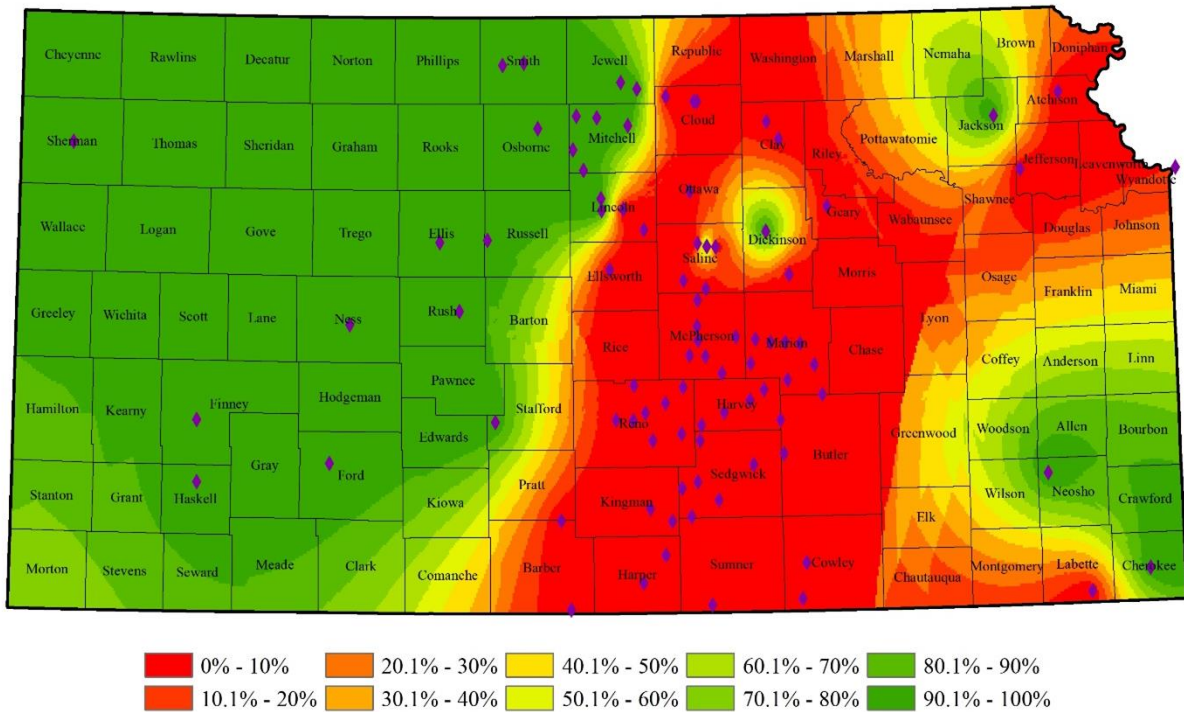 Cheyenne Rawlins Decatur Norton Phillips Smith Jewell Republic Washington Marshall Nemaha Brown Doniphan
Sherman Thomas Sheridan Graham Rooks Osborne Mitchell Cloud Clay Riley Pottawatomie Jackson Atchison
Jefferson Leavenworth Wyandotte
Wallace Logan Gove Trego Ellis Russell Lincoln Ottawa Dickinson Geary Wabaunsee Shawnee Douglas Johnson
Ellsworth Saline Morris Osage Franklin Miami
Greeley Wichita Scott Lane Ness Rush Barton Rice McPherson Marion Chase Lyon Coffey Anderson Linn
Hamilton Kearny Finney Hodgeman Pawnee Stafford Reno Harvey Greenwood Woodson Allen Bourbon
Edwards
Stanton Grant Haskell Gray Ford Kiowa Pratt Kingman Sedgwick Butler Elk Wilson Neosho Crawford
Morton Stevens Seward Meade Clark Comanche Barber Harper Sumner Cowley Chautauqua Montgomery Labette Cherokee
0% - 10% 20.1% - 30% 40.1% - 50% 60.1% - 70% 80.1% - 90%
10.1% - 20% 30.1% - 40% 50.1% - 60% 70.1% - 80% 90.1% - 100%